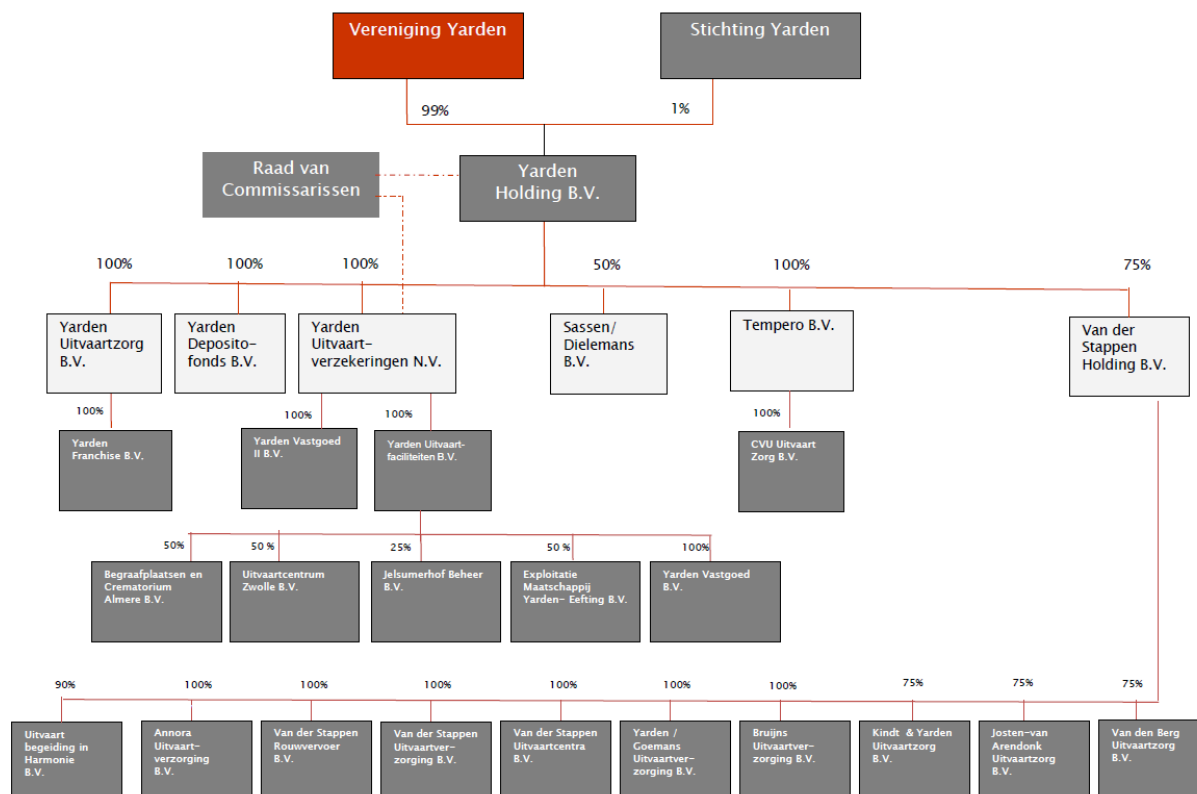 Vereniging Yarden
Stichting Yarden
99%
1%
Raad van
Commissarissen
Yarden
Holding B.V.
100%
100%
100%
50%
100%
75%
Yarden
Uitvaartzorg
B.V.
Yarden
Deposito-
fonds B.V.
Yarden
Uitvaart-
verzekeringen N.V.
Sassen/
Dielemans
B.V.
Tempero B.V.
Van der
Stappen
Holding B.V.
100%
100%
100%
100%
Yarden
Franchise B.V.
Yarden Vastgoed
II B.V.
Yarden Uitvaart-
faciliteiten B.V.
CVU Uitvaart
Zorg B.V.
50%
50 %
25%
50 %
100%
Begraafplaatsen en
Crematorium
Almere B.V.
Uitvaartcentrum
Zwolle B.V.
Jelsumerhof Beheer
B.V.
Exploitatie
Maatschappij
Yarden- Eefting B.V.
Yarden Vastgoed
B.V.
90%
100%
100%
100%
100%
100%
100%
75%
75%
75%
Uitvaart
begeiding in
Harmonie
B.V.
Annora
Uitvaart-
verzorging
B.V.
Van der Stappen
Rouwvervoer
B.V.
Van der Stappen
Uitvaartver-
zorging B.V.
Van der Stappen
Uitvaartcentra
B.V.
Yarden /
Goemans
Uitvaartver-
zorging B.V.
Bruijns
Uitvaartver-
zorging B.V.
Kindt & Yarden
Uitvaartzorg
B.V.
Josten-van
Arendonk
Uitvaartzorg
B.V.
Van den Berg
Uitvaartzorg
B.V.